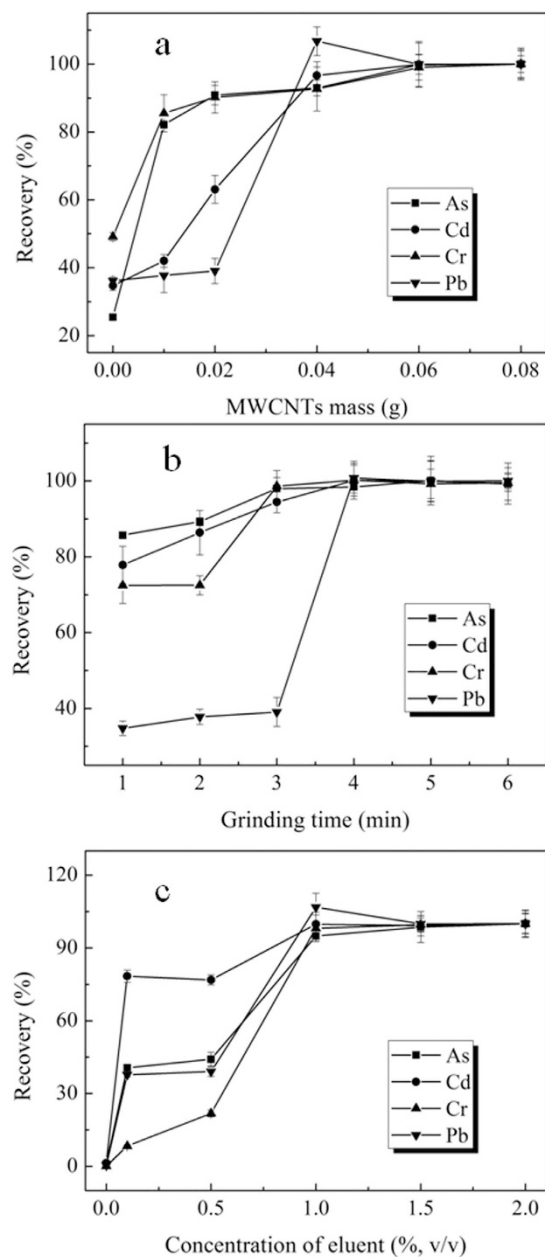 a
100
80
60
40
20
Recovery (%)
As
Cd
Cr
Pb
0.00 0.02 0.04 0.06 0.08
MWCNTs mass (g)
b
100
80
60
40
Recovery (%)
As
Cd
Cr
Pb
1 2 3 4 5 6
Grinding time (min)
c
120
90
60
30
0
Recovery (%)
As
Cd
Cr
Pb
0.0 0.5 1.0 1.5 2.0
Concentration of eluent (%, v/v)